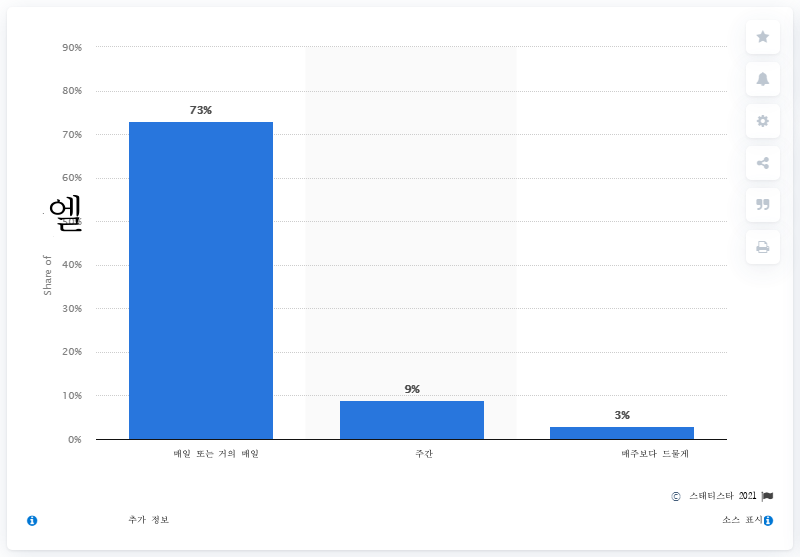 90%
80%
73%
70%
60%
엘
40%
Share of
30%
20%
10%
9%
3%
0%
매일 또는 거의 매일
주간
매주보다 드물게
© 스태티스타 2021
추가 정보
소스 표시